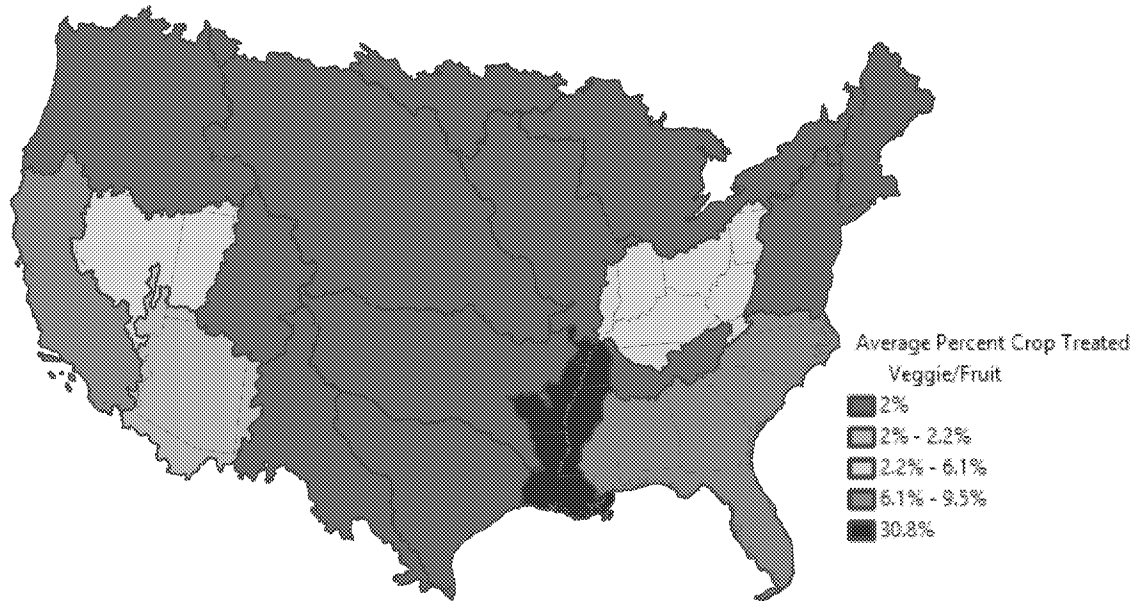 Average Percent Crop Treated
Veggie/Fruit
2%
2% - 2.2%
2.2% - 6.1%
6.1% - 9.5%
30.8%